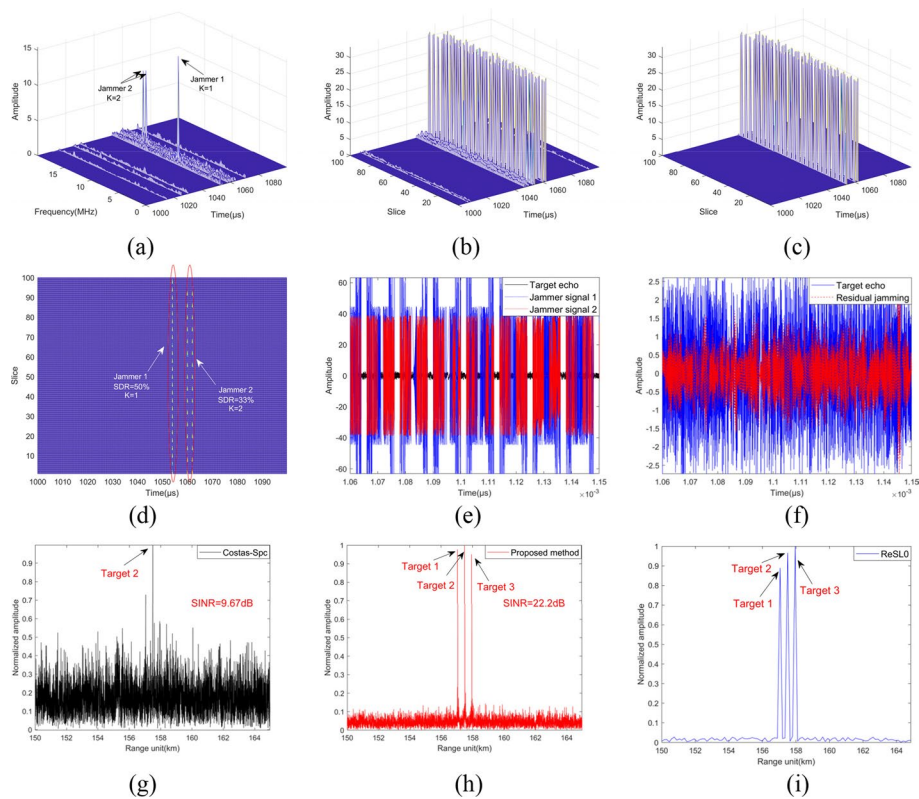 15
10
5
0
Amplitude
Jammer 2
K=2
Jammer 1
K=1
15
10
5
0
Frequency(MHz)
1000
1020
1040
1060
1080
Time(μs)
(a)
30
25
20
15
10
5
0
Amplitude
100
80
60
40
20
Slice
1000
1020
1040
1060
1080
Time(μs)
(b)
30
25
20
15
10
5
0
Amplitude
100
80
60
40
20
Slice
1000
1020
1040
1060
1080
Time(μs)
(c)
100
90
80
70
60
50
40
30
20
10
Slice
Jammer 1
SDR=50%
K=1
Jammer 2
SDR=33%
K=2
1000 1010 1020 1030 1040 1050 1060 1070 1080 1090
Time(μs)
(d)
60
40
20
0
-20
-40
-60
Amplitude
Target echo
Jammer signal 1
Jammer signal 2
1.06 1.07 1.08 1.09 1.1 1.11 1.12 1.13 1.14 1.15
Time(μs)
×10⁻³
(e)
2.5
2
1.5
1
0.5
0
-0.5
-1
-1.5
-2
-2.5
Amplitude
Target echo
Residual jamming
1.06 1.07 1.08 1.09 1.1 1.11 1.12 1.13 1.14 1.15
Time(μs)
×10⁻³
(f)
0.9
0.8
0.7
0.6
0.5
0.4
0.3
0.2
0.1
0
Normalized amplitude
Costas-Spc
Target 2
SINR=9.67dB
150 152 154 156 158 160 162 164
Range unit(km)
(g)
0.9
0.8
0.7
0.6
0.5
0.4
0.3
0.2
0.1
0
Normalized amplitude
Proposed method
Target 1
Target 2
Target 3
SINR=22.2dB
150 152 154 156 158 160 162 164
Range unit(km)
(h)
1
0.9
0.8
0.7
0.6
0.5
0.4
0.3
0.2
0.1
0
Normalized amplitude
ReSL0
Target 2
Target 1
Target 3
150 152 154 156 158 160 162 164
Range unit(km)
(i)